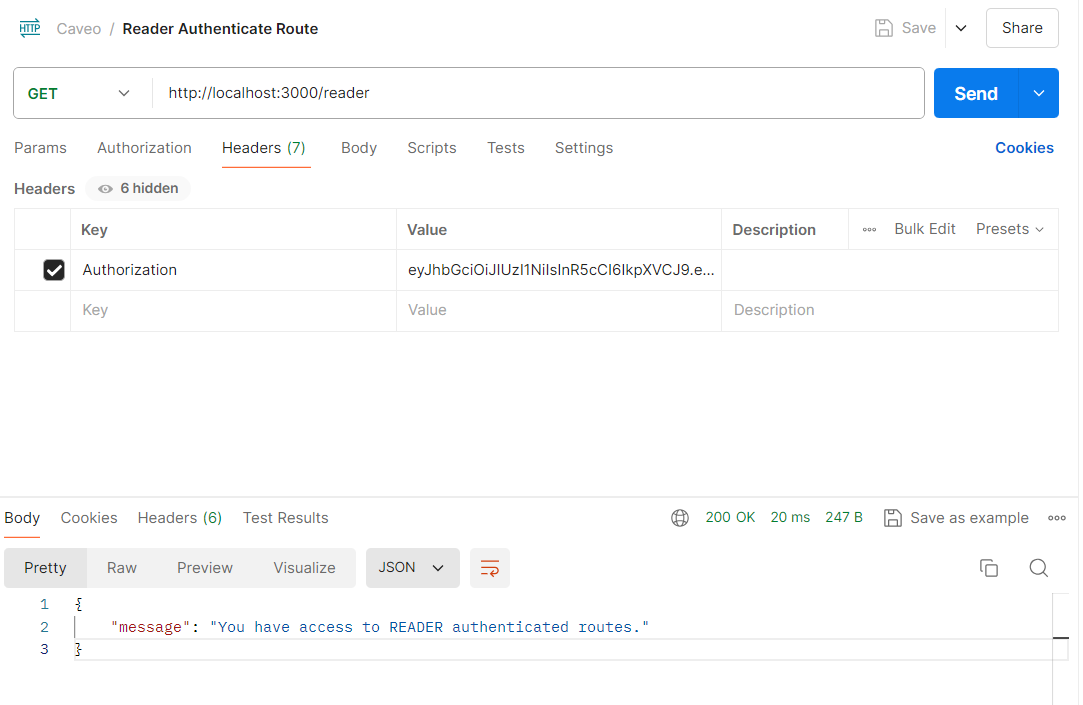 HTTP Caveo / Reader Authenticate Route Save Share
GET http://localhost:3000/reader Send
Params Authorization Headers (7) Body Scripts Tests Settings Cookies
Headers 6 hidden
Key Value Description Bulk Edit Presets
Authorization eyJhbGciOiJIUzI1NiIsInR5cCI6IkpXVCJ9.e...
Key Value Description
Body Cookies Headers (6) Test Results 200 OK 20 ms 247 B Save as example
Pretty Raw Preview Visualize JSON
1 {
2 "message": "You have access to READER authenticated routes."
3 }